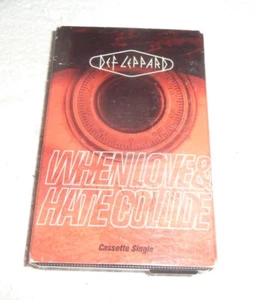 DEF LEPPARD
WHEN LOVE &
HATE COLLIDE
Cassette Single